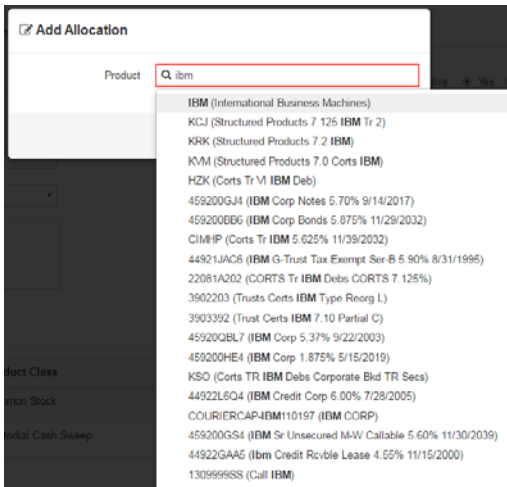 Add Allocation
Product
ibm
tive
Yes
IBM (International Business Machines)
KCJ (Structured Products 7.125 IBM Tr 2)
KRK (Structured Products 7.2 IBM)
KVM (Structured Products 7.0 Corts IBM)
HZK (Corts Tr VI IBM Deb)
459200GJ4 (IBM Corp Notes 5.70% 9/14/2017)
459200BB6 (IBM Corp Bonds 5.875% 11/29/2032)
CIMHP (Corts Tr IBM 5.625% 11/39/2032)
44921JAC6 (IBM G-Trust Tax Exempt Ser-B 5.90% 8/31/1995)
22081A202 (CORTS Tr IBM Debs CORTS 7.125%)
3902203 (Trusts Certs IBM Type Reorg L)
3903392 (Trust Certs IBM 7.10 Partial C)
45920QBL7 (IBM Corp 5.37% 9/22/2003)
459200HE4 (IBM Corp 1.875% 5/15/2019)
duct Class
KSO (Corts TR IBM Debs Corporate Bkd TR Secs)
mmon Stock
44922L6Q4 (IBM Credit Corp 6.00% 7/28/2005)
COURIERCAP-IBM110197 (IBM CORP)
todial Cash Sweep
459200GS4 (IBM Sr Unsecured M-W Callable 5.60% 11/30/2039)
44922GAA5 (Ibm Credit Rcvble Lease 4.55% 11/15/2000)
1309999SS (Call IBM)